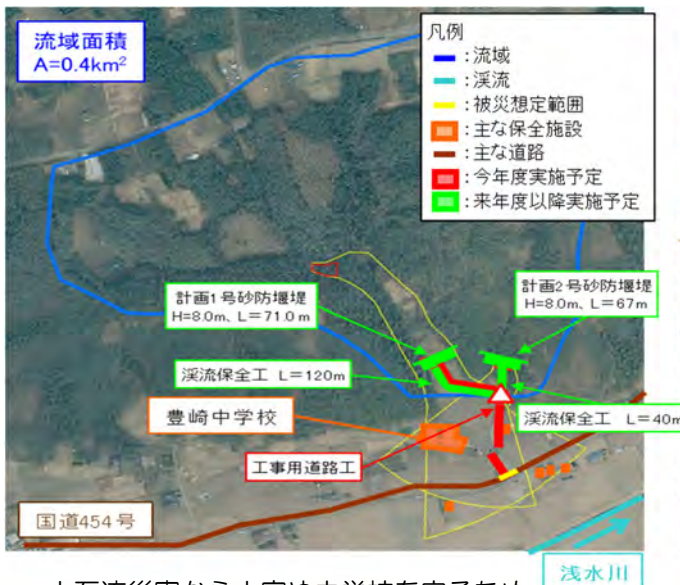 流域面積
A=0.4km²
凡例
:流域
:渓流
:被災想定範囲
:主な保全施設
:主な道路
:今年度実施予定
:来年度以降実施予定
計画1号砂防堰堤
H=8.0m、L=71.0m
計画2号砂防堰堤
H=8.0m、L=67m
渓流保全工 L=120m
豊崎中学校
渓流保全工 L=40m
工事用道路工
国道454号
浅水川